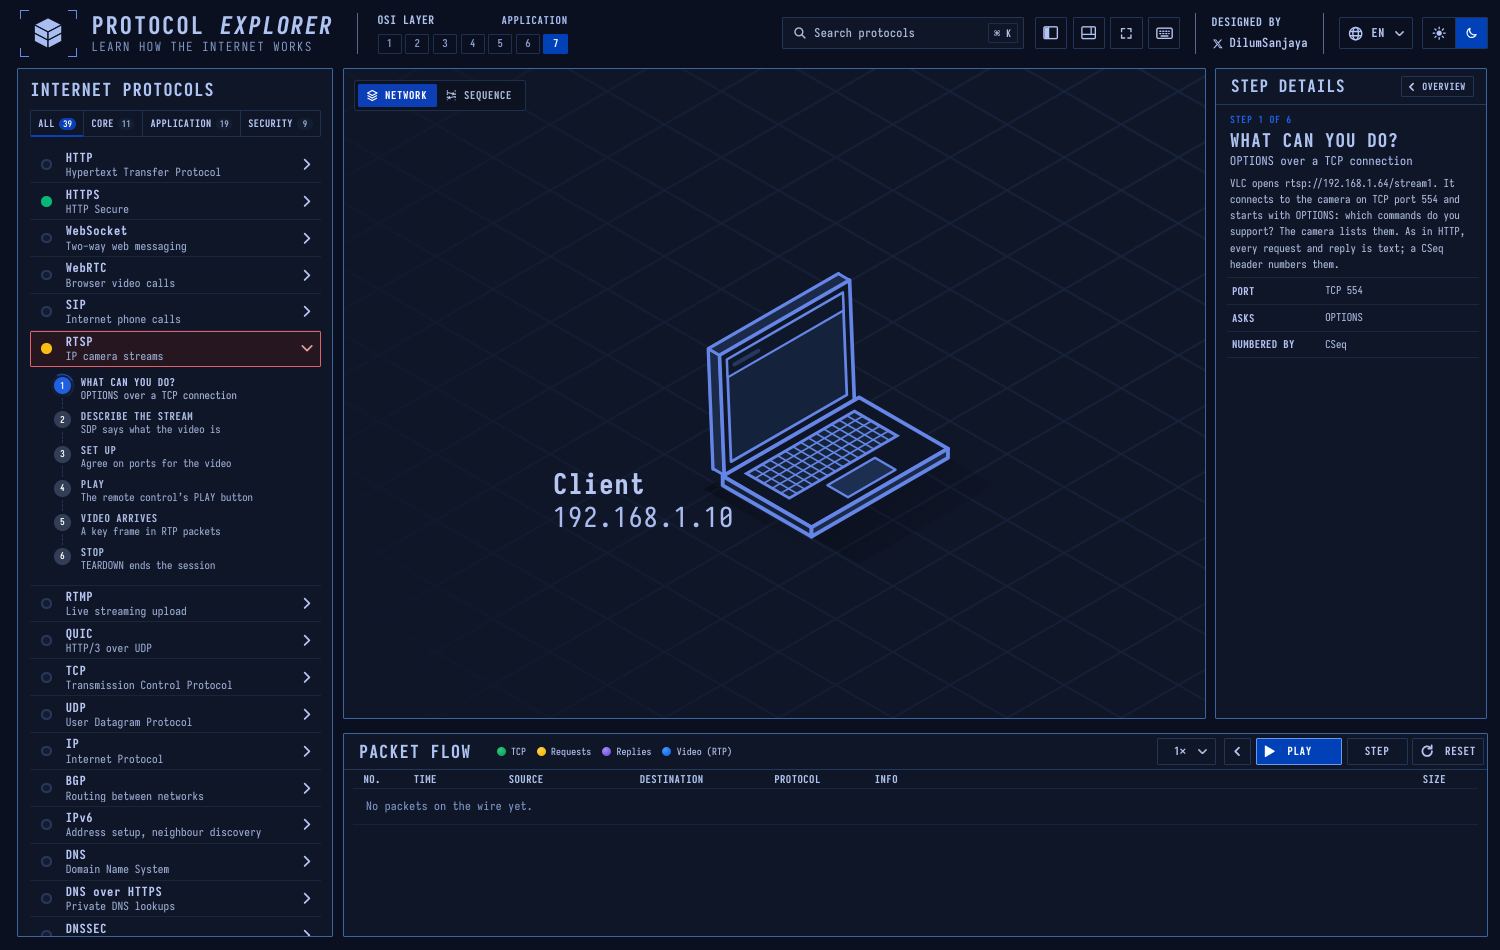 PROTOCOL EXPLORER
LEARN HOW THE INTERNET WORKS
OSI LAYER APPLICATION
1 2 3 4 5 6 7
Search protocols ⌘ K
DESIGNED BY
DilumSanjaya
EN
INTERNET PROTOCOLS
ALL 39 CORE 11 APPLICATION 19 SECURITY 9
HTTP
Hypertext Transfer Protocol
HTTPS
HTTP Secure
WebSocket
Two-way web messaging
WebRTC
Browser video calls
SIP
Internet phone calls
RTSP
IP camera streams
1 WHAT CAN YOU DO?
OPTIONS over a TCP connection
2 DESCRIBE THE STREAM
SDP says what the video is
3 SET UP
Agree on ports for the video
4 PLAY
The remote control's PLAY button
5 VIDEO ARRIVES
A key frame in RTP packets
6 STOP
TEARDOWN ends the session
RTMP
Live streaming upload
QUIC
HTTP/3 over UDP
TCP
Transmission Control Protocol
UDP
User Datagram Protocol
IP
Internet Protocol
BGP
Routing between networks
IPv6
Address setup, neighbour discovery
DNS
Domain Name System
DNS over HTTPS
Private DNS lookups
DNSSEC
NETWORK SEQUENCE
Client
192.168.1.10
STEP DETAILS OVERVIEW
STEP 1 OF 6
WHAT CAN YOU DO?
OPTIONS over a TCP connection
VLC opens rtsp://192.168.1.64/stream1. It
connects to the camera on TCP port 554 and
starts with OPTIONS: which commands do you
support? The camera lists them. As in HTTP,
every request and reply is text; a CSeq
header numbers them.
PORT TCP 554
ASKS OPTIONS
NUMBERED BY CSeq
PACKET FLOW TCP Requests Replies Video (RTP) 1× PLAY STEP RESET
NO. TIME SOURCE DESTINATION PROTOCOL INFO SIZE
No packets on the wire yet.